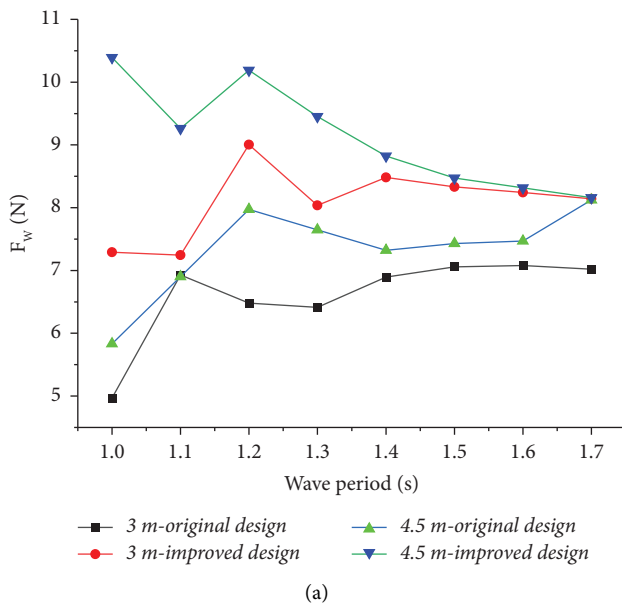 11
10
9
8
7
6
5
F_W (N)
1.0 1.1 1.2 1.3 1.4 1.5 1.6 1.7
Wave period (s)
3 m-original design 4.5 m-original design
3 m-improved design 4.5 m-improved design
(a)